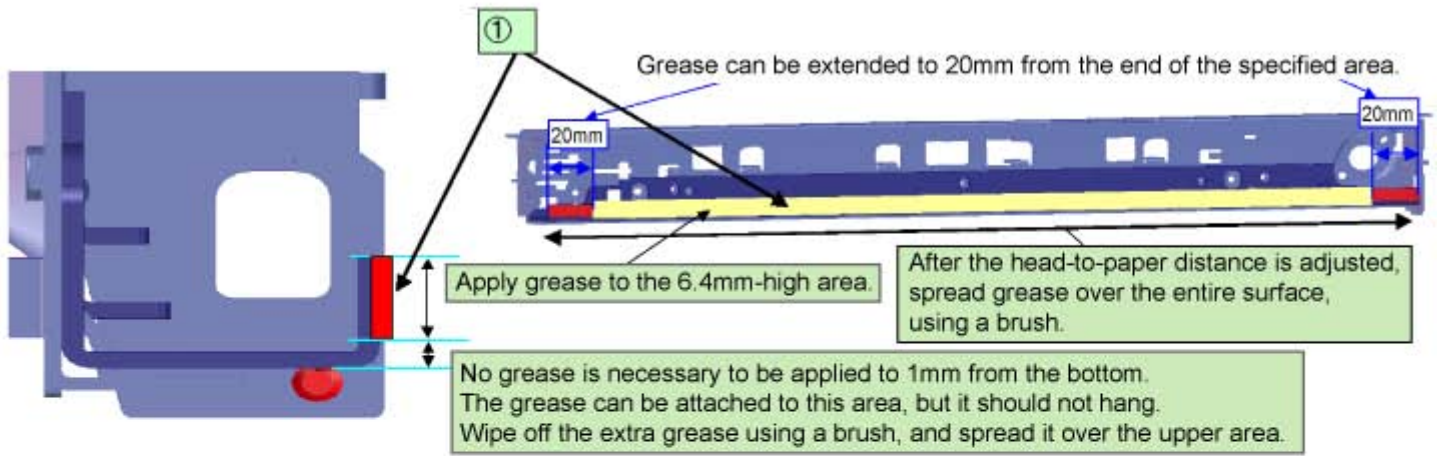 ①
Grease can be extended to 20mm from the end of the specified area.
20mm
20mm
Apply grease to the 6.4mm-high area.
After the head-to-paper distance is adjusted,
spread grease over the entire surface,
using a brush.
No grease is necessary to be applied to 1mm from the bottom.
The grease can be attached to this area, but it should not hang.
Wipe off the extra grease using a brush, and spread it over the upper area.